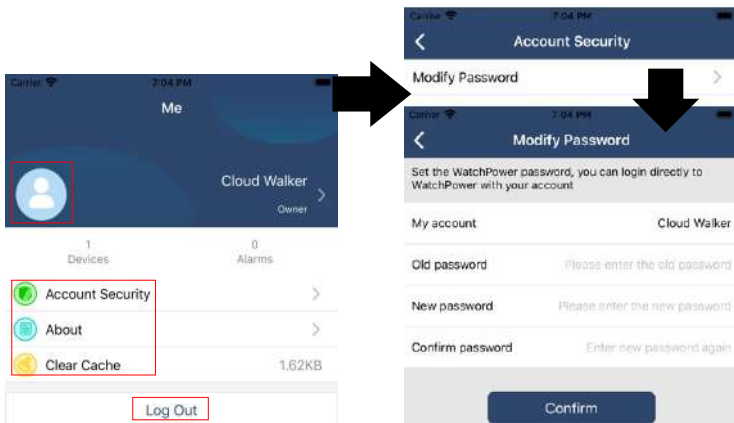 Carrier 7:04 PM
Me
Cloud Walker
Owner
1 0
Devices Alarms
Account Security
About
Clear Cache 1.62KB
Log Out
Carrier 7:04 PM
Account Security
Modify Password
Carrier 7:04 PM
Modify Password
Set the WatchPower password, you can login directly to
WatchPower with your account
My account Cloud Walker
Old password Please enter the old password
New password Please enter the new password
Confirm password Enter new password again
Confirm